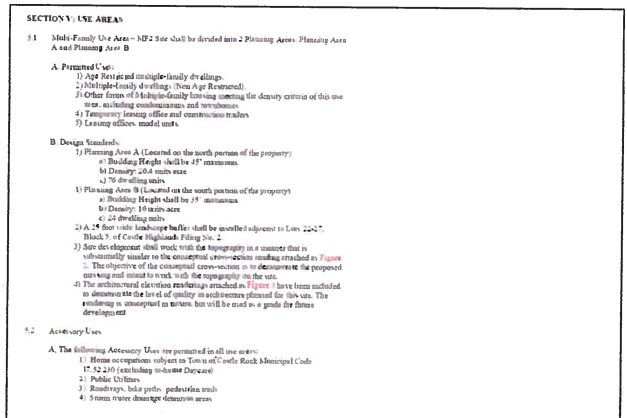 SECTION V: USE AREAS
5.1 Multi-Family Use Area – MF2 Site shall be divided into 2 Planning Areas: Planning Area
A and Planning Area B
A. Permitted Uses:
1) Age Restricted multiple-family dwellings.
2) Multiple-family dwellings (Non Age Restricted).
3) Other forms of Multiple-family housing meeting the density criteria of this use
area, including condominiums and townhomes
4) Temporary leasing office and construction trailers
5) Leasing offices, model units.
B. Design Standards:
1) Planning Area A (Located on the north portion of the property)
a) Building Height shall be 45' maximum
b) Density: 20.4 units acre
c) 76 dwelling units
1) Planning Area B (Located on the south portion of the property)
a) Building Height shall be 35' maximum
b) Density: 10 units acre
c) 24 dwelling units
2) A 25 foot wide landscape buffer shall be installed adjacent to Lots 22-27,
Block 5, of Castle Highlands Filing No. 2.
3) Site development shall work with the topography in a manner that is
substantially similar to the conceptual cross-section rending attached as Figure
2. The objective of the conceptual cross-section is to demonstrate the proposed
massing and intent to work with the topography on the site.
4) The architectural elevation renderings attached as Figure 3 have been included
to demonstrate the level of quality in architecture planned for this site. The
rendering is conceptual in nature, but will be used as a guide for future
development
5.2 Accessory Uses
A. The following Accessory Uses are permitted in all use areas:
1) Home occupations subject to Town of Castle Rock Municipal Code
17.52.230 (excluding in-home Daycare)
2) Public Utilities
3) Roadways, bike paths, pedestrian trails
4) Storm water drainage detention areas